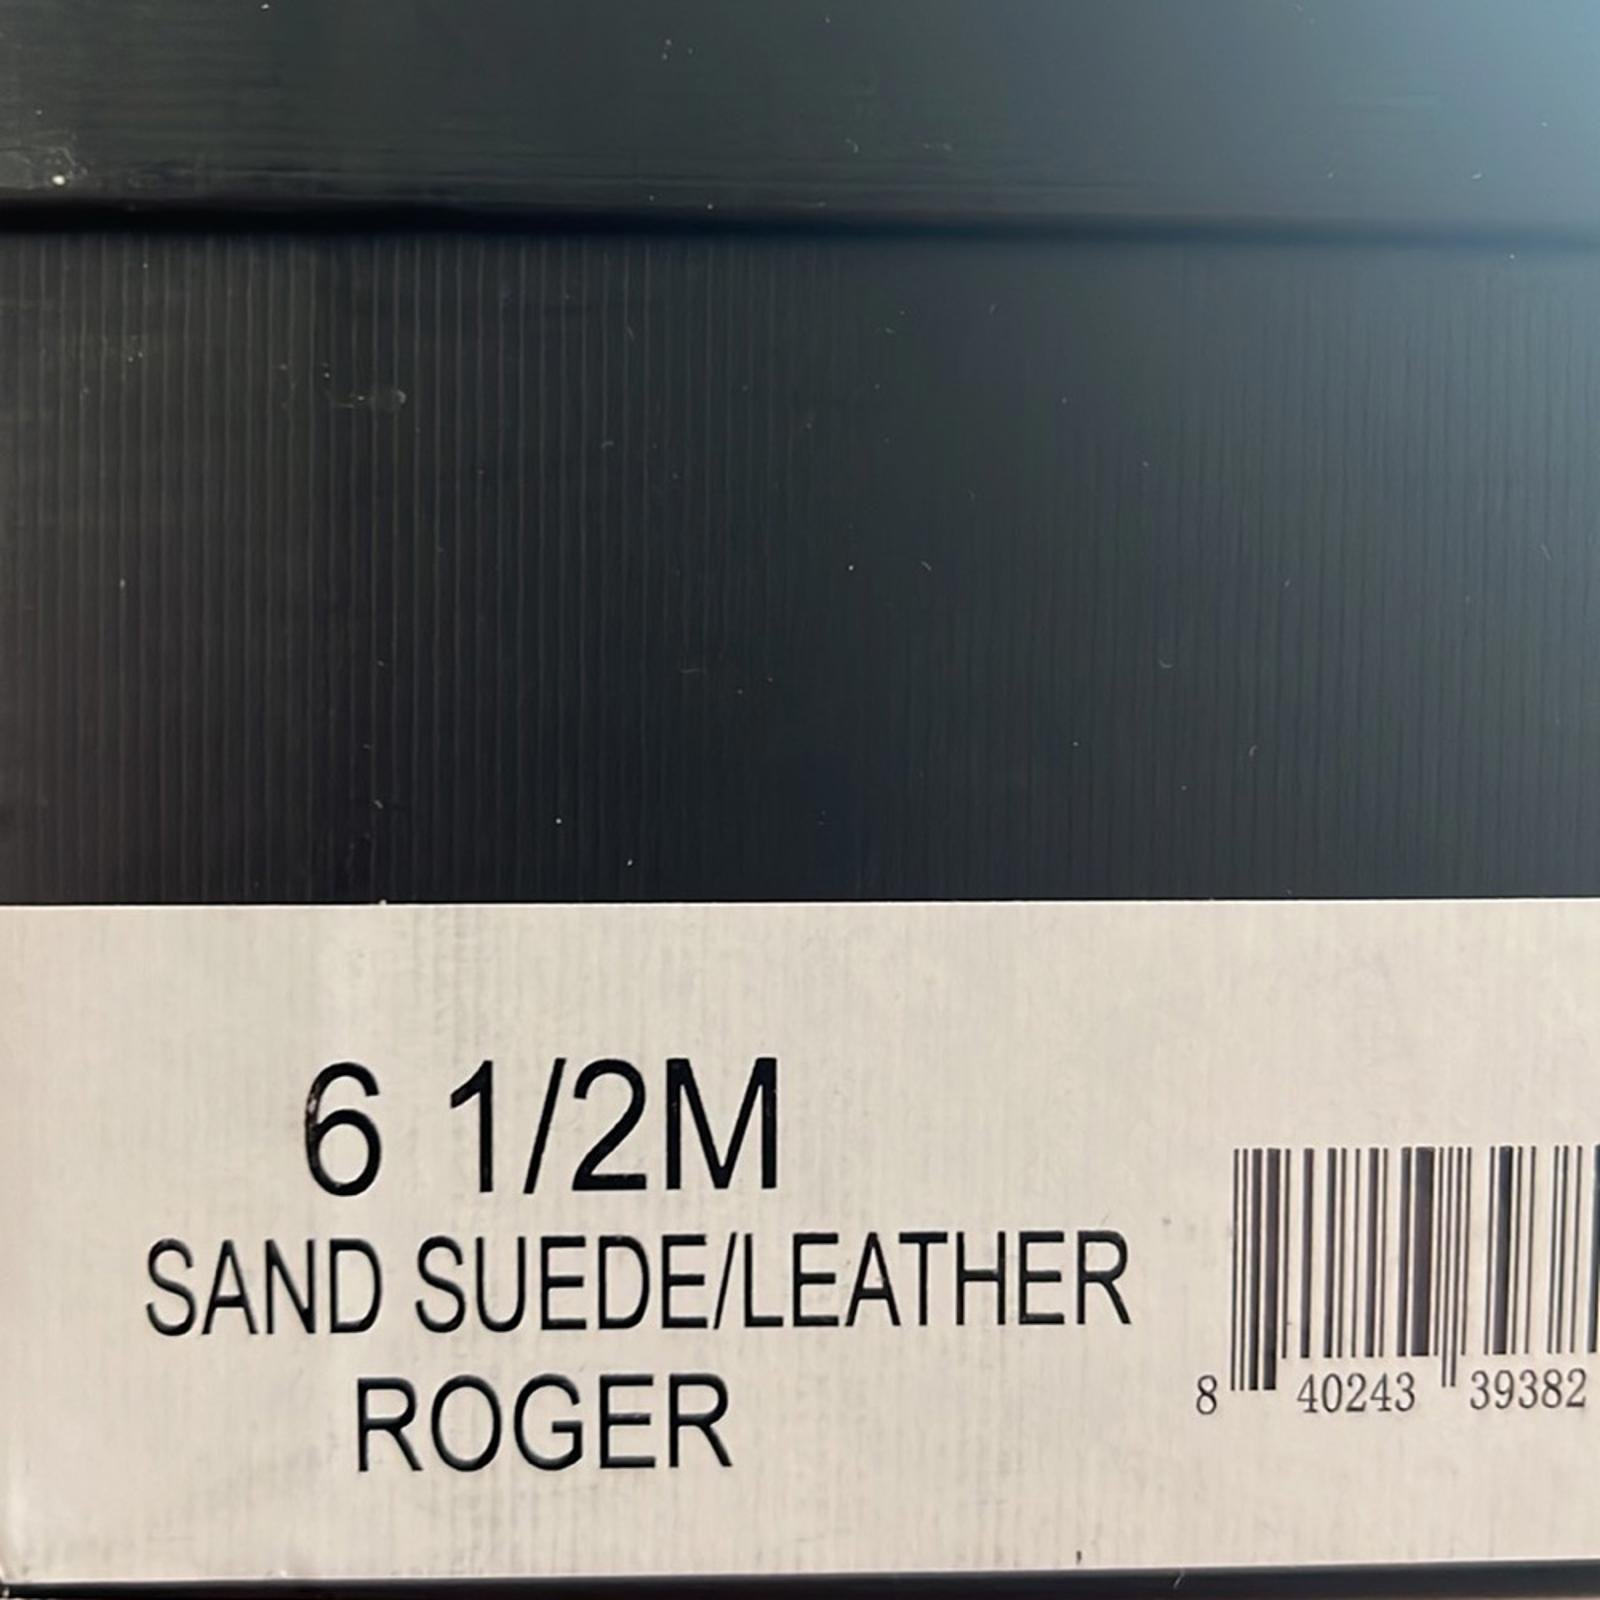 6 1/2M
SAND SUEDE/LEATHER
ROGER
8 40243 39382